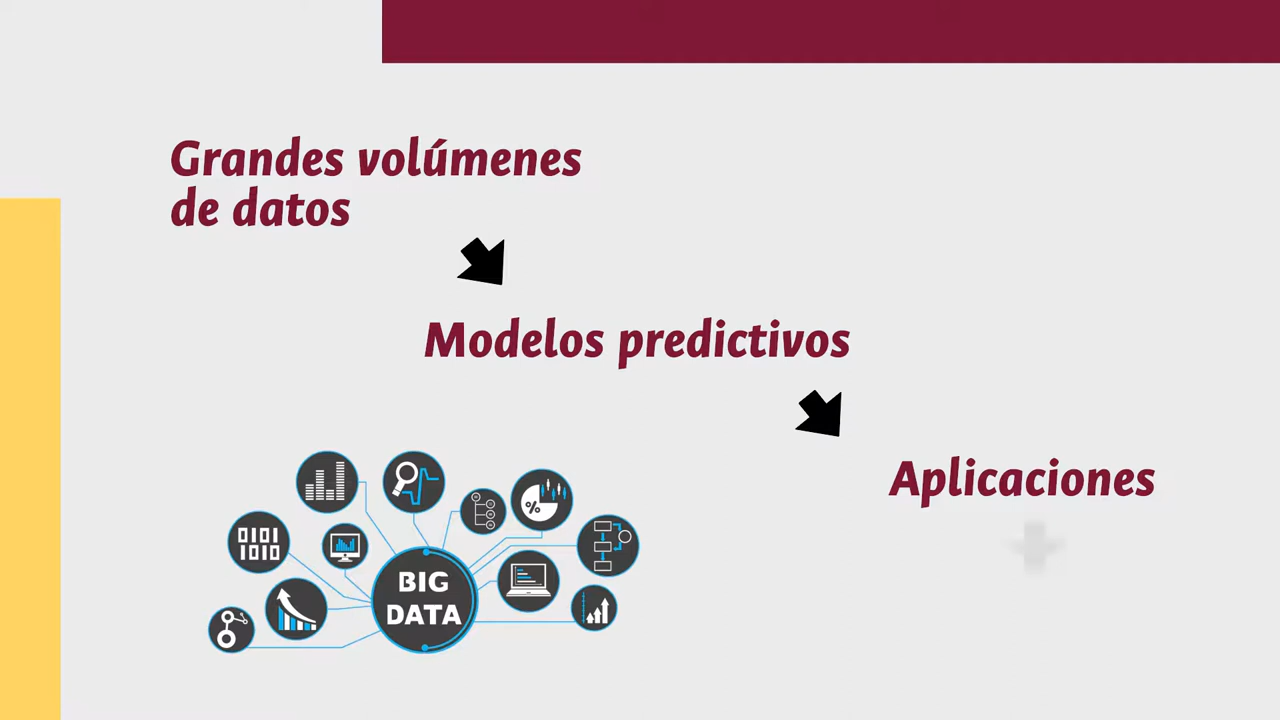 Grandes volúmenes
de datos
Modelos predictivos
Aplicaciones
%
0101
1010
BIG
DATA